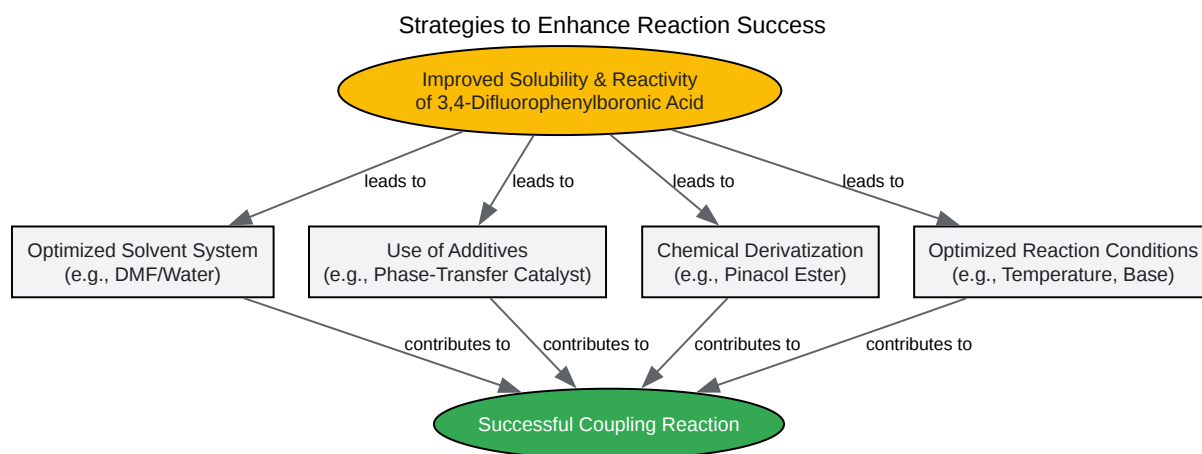 Strategies to Enhance Reaction Success
Improved Solubility & Reactivity
of 3,4-Difluorophenylboronic Acid
leads to
leads to
leads to
leads to
Optimized Solvent System
(e.g., DMF/Water)
Use of Additives
(e.g., Phase-Transfer Catalyst)
Chemical Derivatization
(e.g., Pinacol Ester)
Optimized Reaction Conditions
(e.g., Temperature, Base)
contributes to
contributes to
contributes to
contributes to
Successful Coupling Reaction